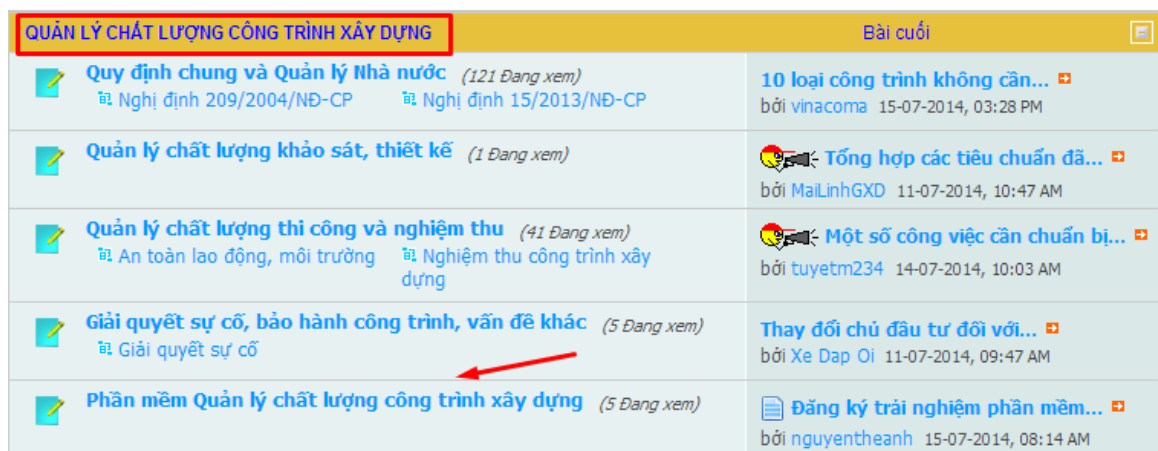 QUẢN LÝ CHẤT LƯỢNG CÔNG TRÌNH XÂY DỰNG Bài cuối
Quy định chung và Quản lý Nhà nước (121 Đang xem)
Nghị định 209/2004/NĐ-CP Nghị định 15/2013/NĐ-CP
10 loại công trình không cần...
bởi vinacoma 15-07-2014, 03:28 PM
Quản lý chất lượng khảo sát, thiết kế (1 Đang xem)
Tổng hợp các tiêu chuẩn đã...
bởi MaiLinhGXD 11-07-2014, 10:47 AM
Quản lý chất lượng thi công và nghiệm thu (41 Đang xem)
An toàn lao động, môi trường Nghiệm thu công trình xây
dựng
Một số công việc cần chuẩn bị...
bởi tuyetm234 14-07-2014, 10:03 AM
Giải quyết sự cố, bảo hành công trình, vấn đề khác (5 Đang xem)
Giải quyết sự cố
Thay đổi chủ đầu tư đối với...
bởi Xe Dap Oi 11-07-2014, 09:47 AM
Phần mềm Quản lý chất lượng công trình xây dựng (5 Đang xem)
Đăng ký trải nghiệm phần mềm...
bởi nguyentheanh 15-07-2014, 08:14 AM